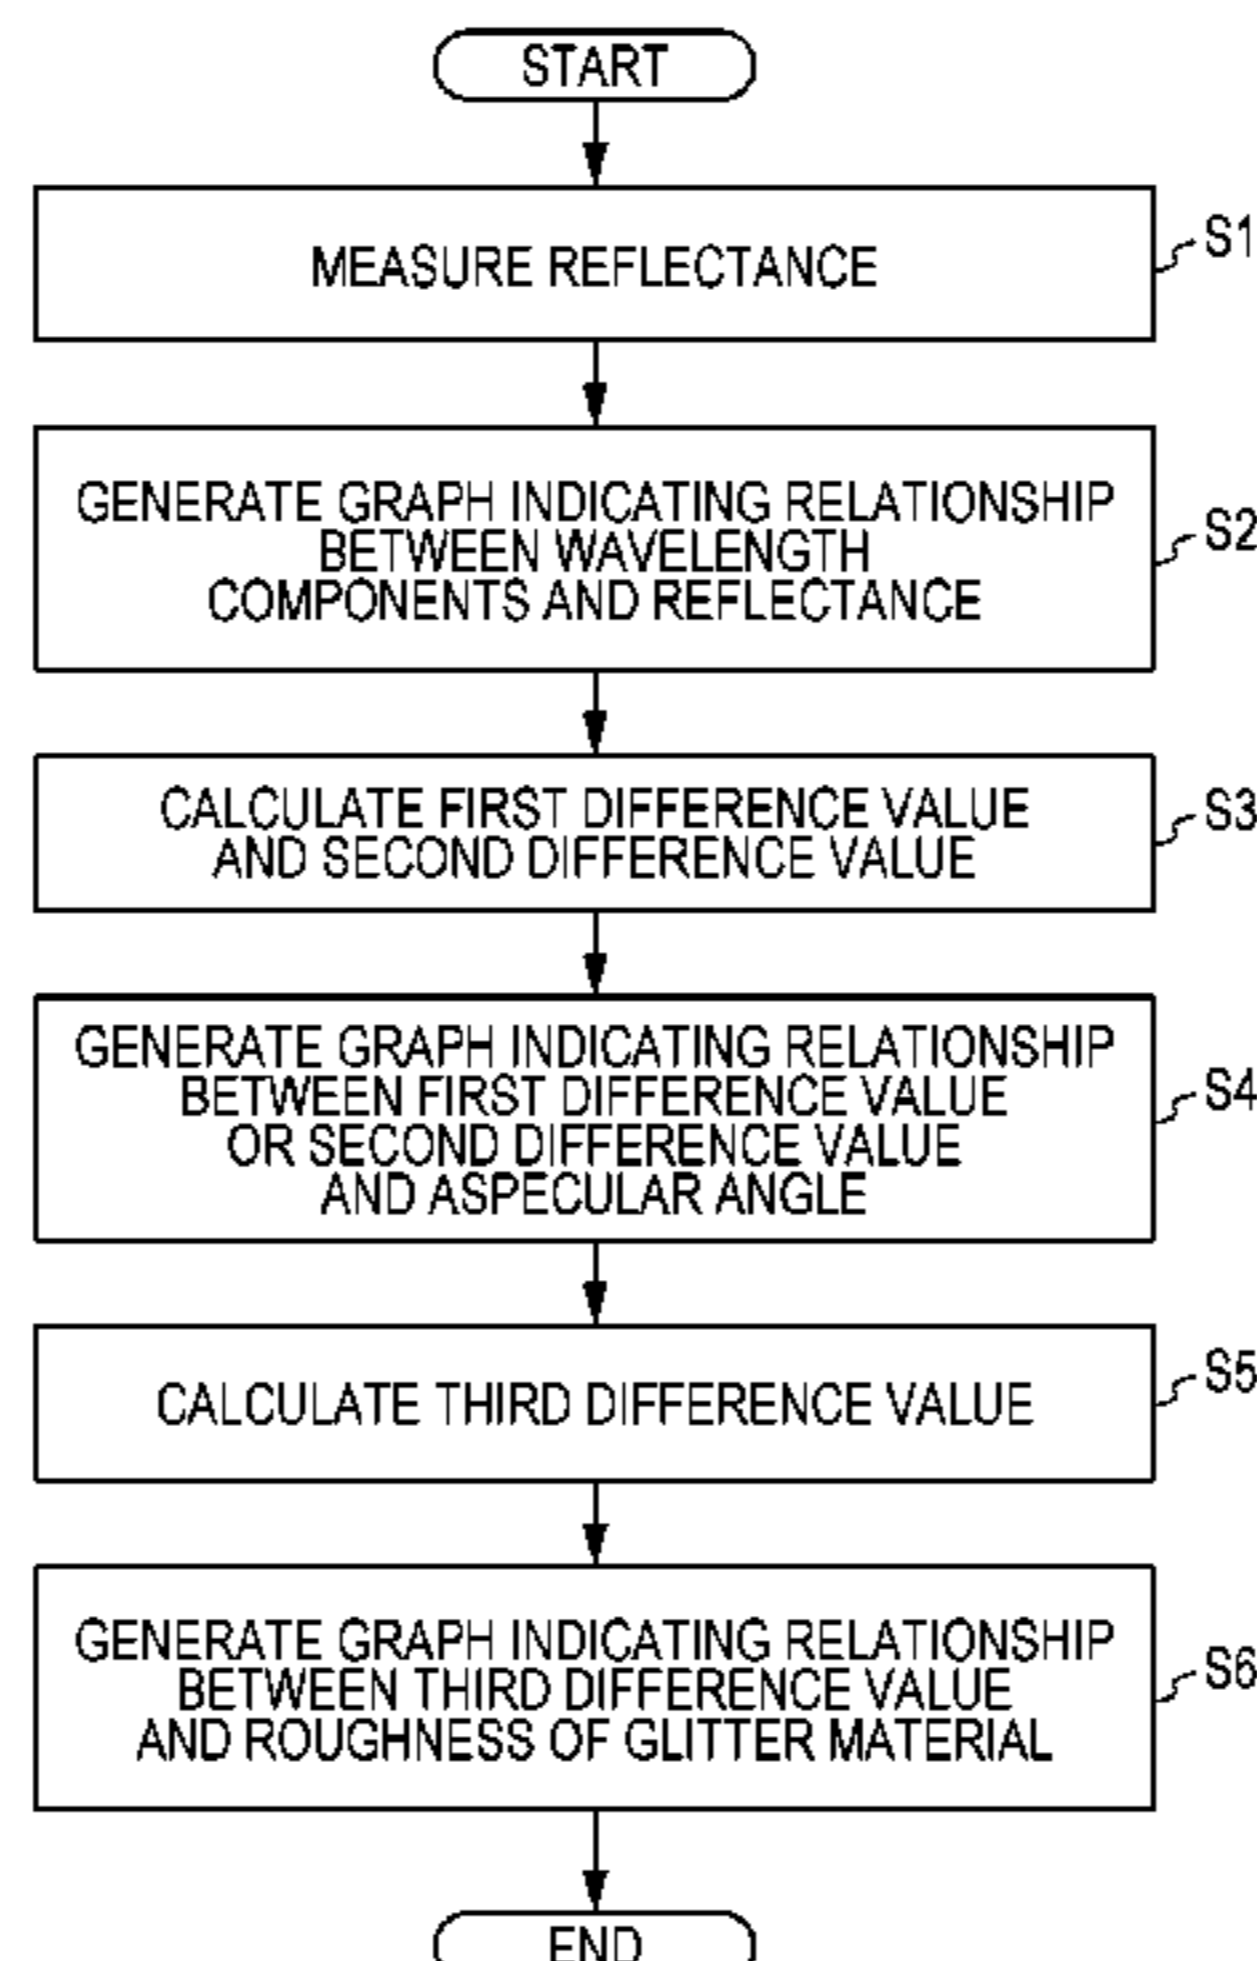 START
MEASURE REFLECTANCE
S1
GENERATE GRAPH INDICATING RELATIONSHIP
BETWEEN WAVELENGTH
COMPONENTS AND REFLECTANCE
S2
CALCULATE FIRST DIFFERENCE VALUE
AND SECOND DIFFERENCE VALUE
S3
GENERATE GRAPH INDICATING RELATIONSHIP
BETWEEN FIRST DIFFERENCE VALUE
OR SECOND DIFFERENCE VALUE
AND ASPECULAR ANGLE
S4
CALCULATE THIRD DIFFERENCE VALUE
S5
GENERATE GRAPH INDICATING RELATIONSHIP
BETWEEN THIRD DIFFERENCE VALUE
AND ROUGHNESS OF GLITTER MATERIAL
S6
END